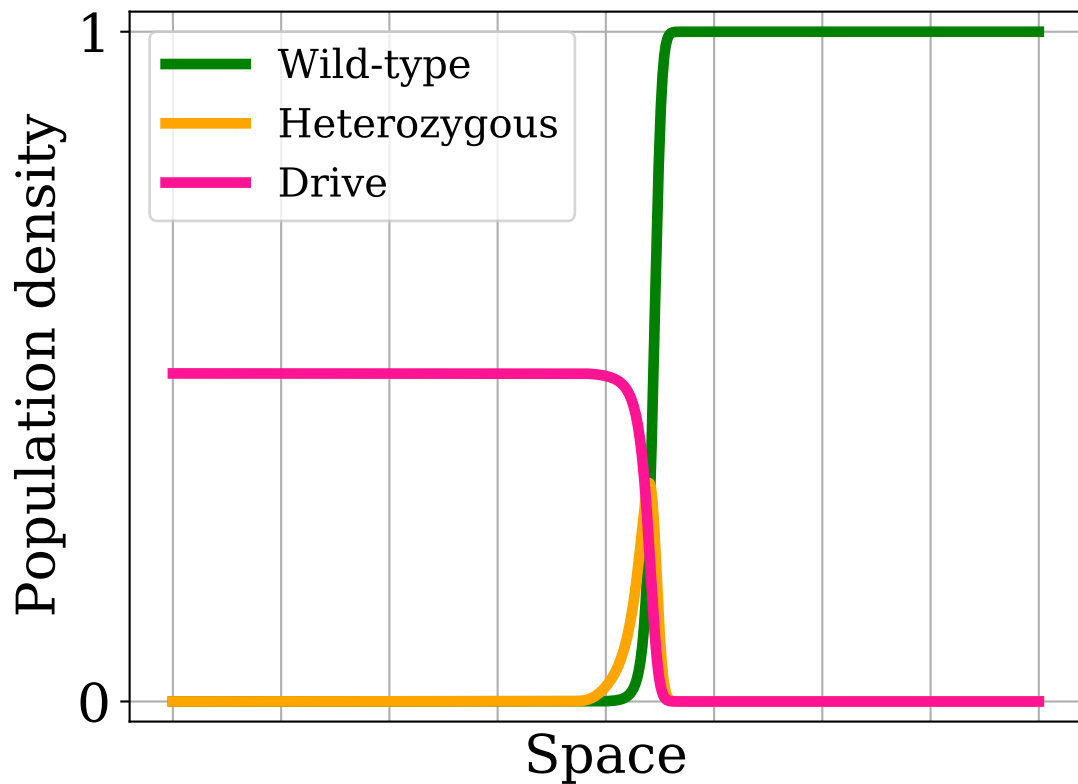 1
Wild-type
Heterozygous
Drive
Population density
0
Space